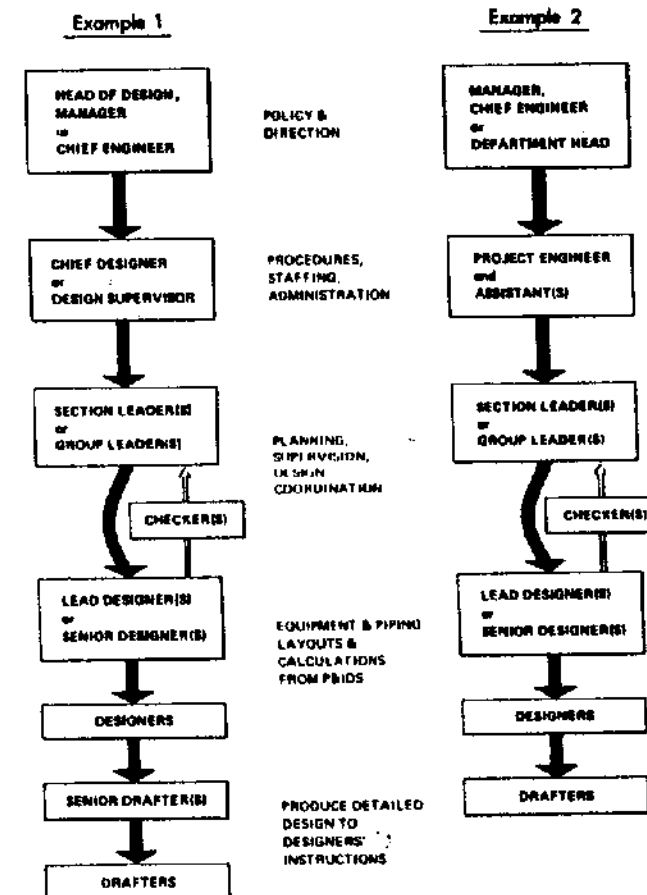 Example 1
HEAD OF DESIGN,
MANAGER
or
CHIEF ENGINEER
CHIEF DESIGNER
or
DESIGN SUPERVISOR
SECTION LEADER(S)
or
GROUP LEADER(S)
CHECKER(S)
LEAD DESIGNER(S)
or
SENIOR DESIGNER(S)
DESIGNERS
SENIOR DRAFTER(S)
DRAFTERS
POLICY &
DIRECTION
PROCEDURES,
STAFFING,
ADMINISTRATION
PLANNING,
SUPERVISION,
DESIGN
COORDINATION
EQUIPMENT & PIPING
LAYOUTS &
CALCULATIONS
FROM P&IDS
PRODUCE DETAILED
DESIGN TO
DESIGNERS'
INSTRUCTIONS
Example 2
MANAGER,
CHIEF ENGINEER
or
DEPARTMENT HEAD
PROJECT ENGINEER
and
ASSISTANT(S)
SECTION LEADER(S)
or
GROUP LEADER(S)
CHECKER(S)
LEAD DESIGNER(S)
or
SENIOR DESIGNER(S)
DESIGNERS
DRAFTERS